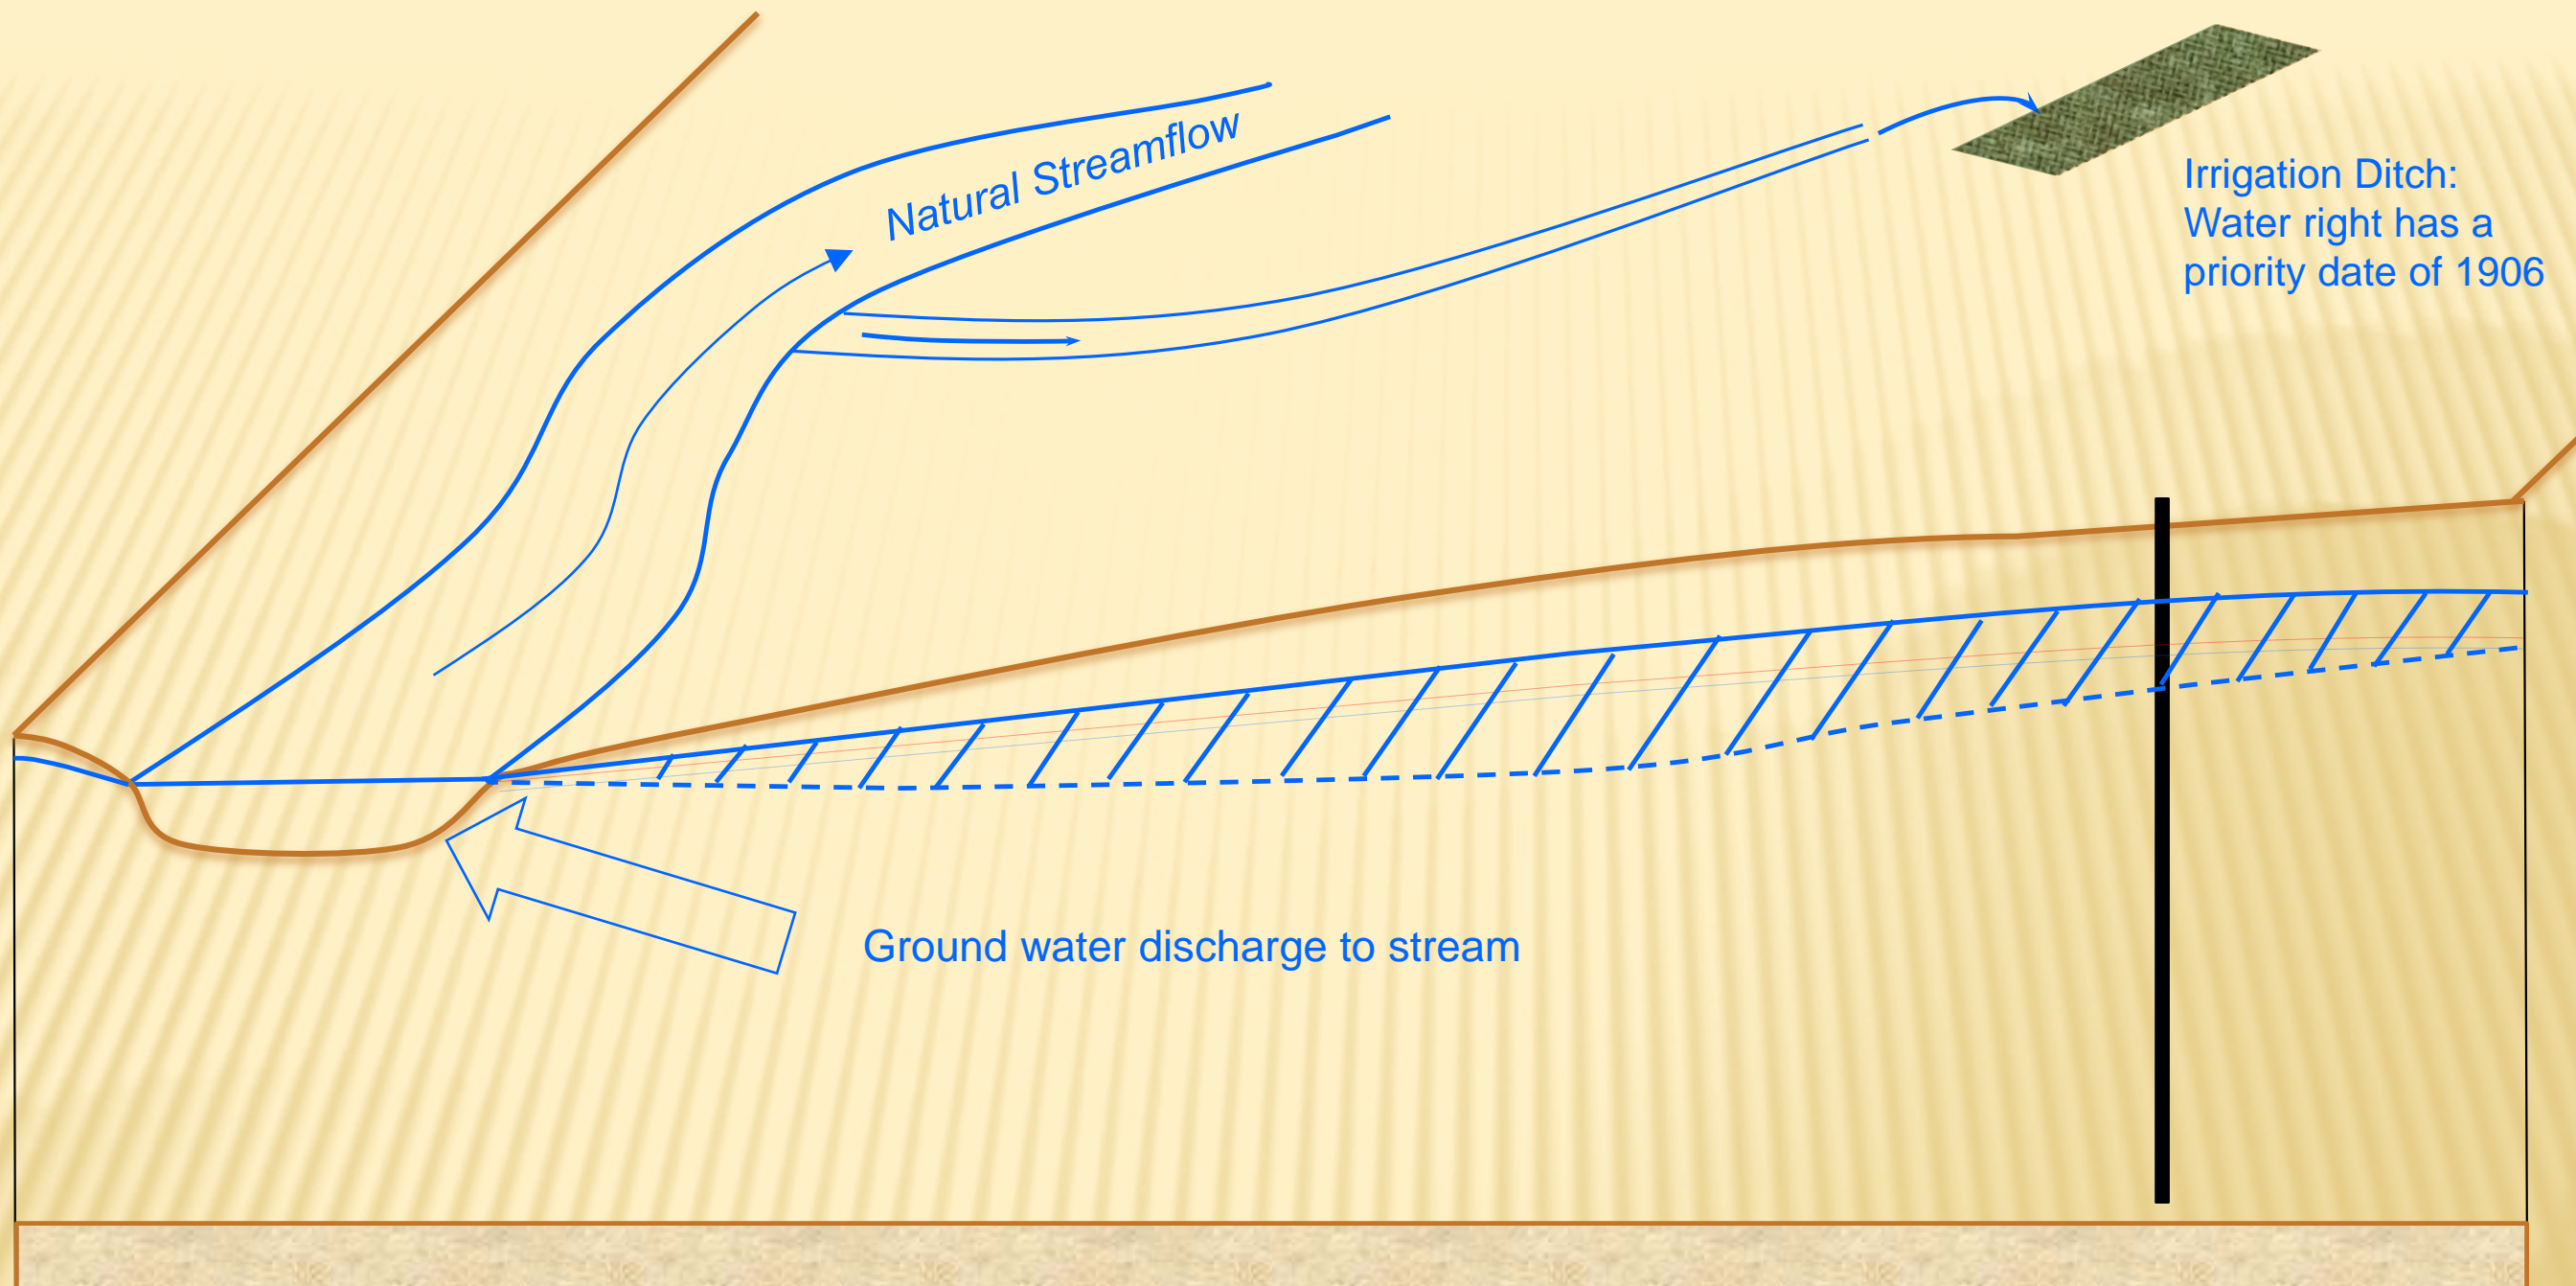 Natural Streamflow
Irrigation Ditch:
Water right has a
priority date of 1906
Ground water discharge to stream